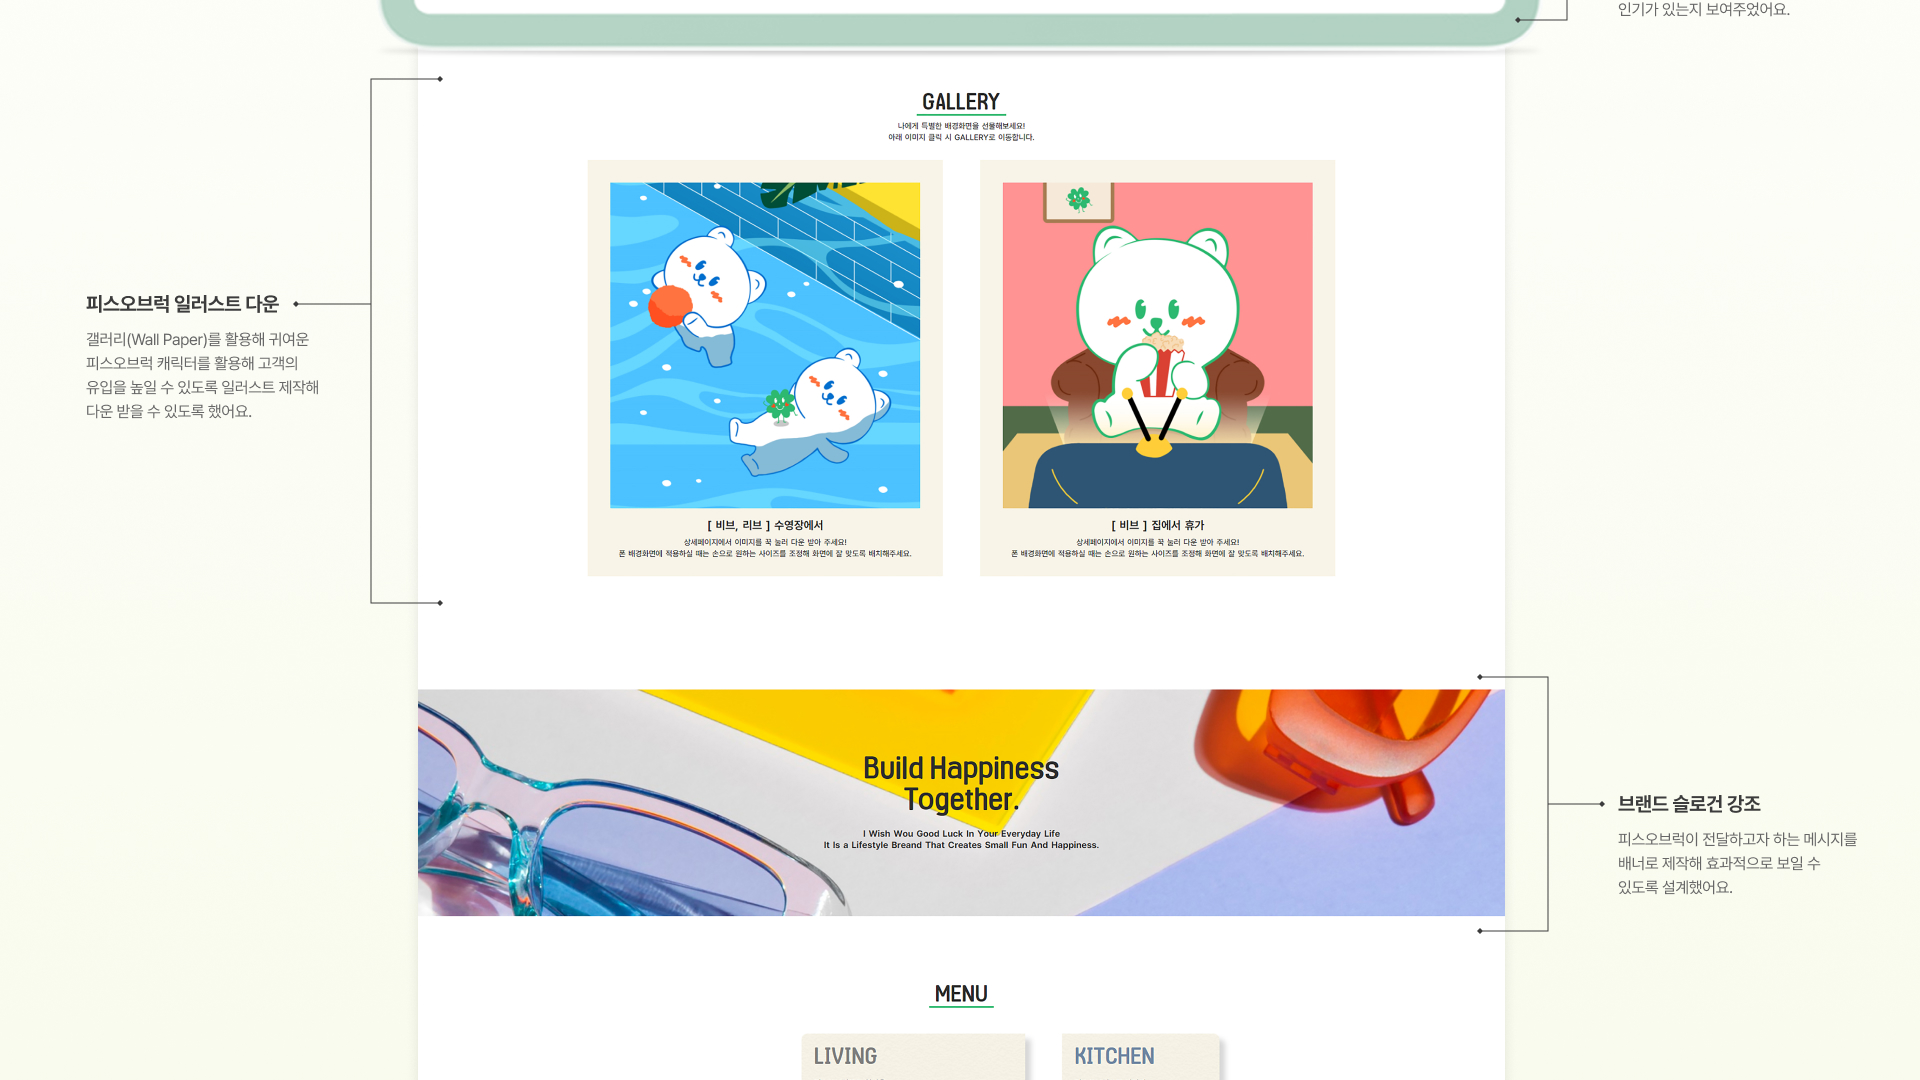 인기가 있는지 보여주었어요.
GALLERY
나에게 특별한 배경화면을 선물해보세요!
아래 이미지 클릭 시 GALLERY로 이동합니다.
피스오브럭 일러스트 다운
갤러리(Wall Paper)를 활용해 귀여운
피스오브럭 캐릭터를 활용해 고객의
유입을 높일 수 있도록 일러스트 제작해
다운 받을 수 있도록 했어요.
[ 비브, 리브 ] 수영장에서
상세페이지에서 이미지를 꾹 눌러 다운 받아 주세요!
폰 배경화면에 적용하실 때는 손으로 원하는 사이즈를 조정해 화면에 잘 맞도록 배치해주세요.
[ 비브 ] 집에서 휴가
상세페이지에서 이미지를 꾹 눌러 다운 받아 주세요!
폰 배경화면에 적용하실 때는 손으로 원하는 사이즈를 조정해 화면에 잘 맞도록 배치해주세요.
Build Happiness
Together.
I Wish Wou Good Luck In Your Everyday Life
It Is a Lifestyle Breand That Creates Small Fun And Happiness.
브랜드 슬로건 강조
피스오브럭이 전달하고자 하는 메시지를
배너로 제작해 효과적으로 보일 수
있도록 설계했어요.
MENU
LIVING
KITCHEN